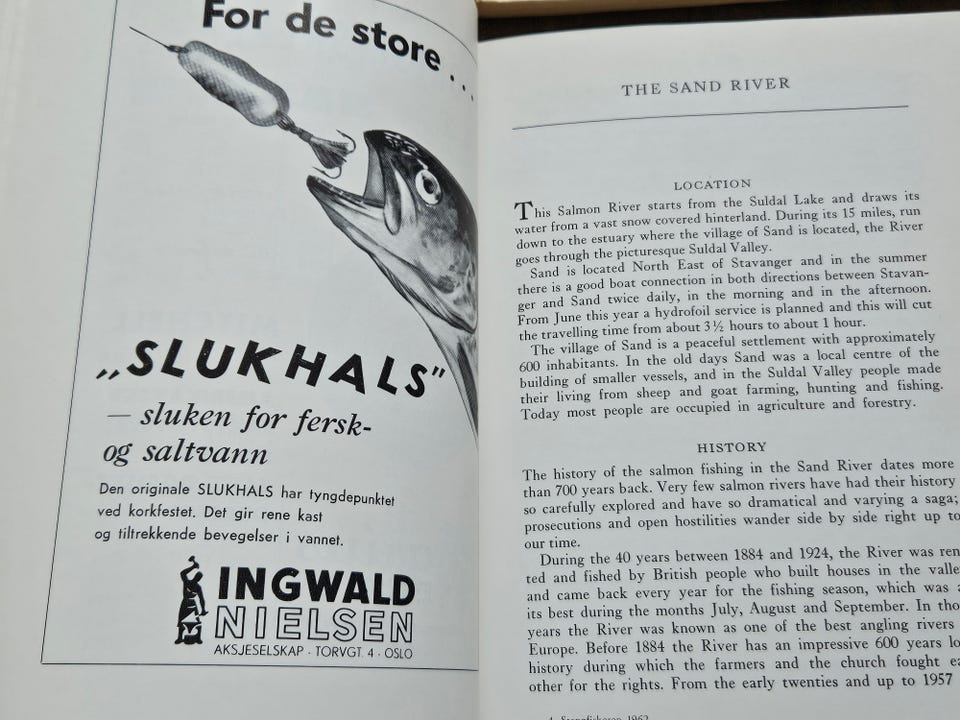 For de store . . .
„SLUKHALS"
— sluken for fersk-
og saltvann
Den originale SLUKHALS har tyngdepunktet
ved korkfestet. Det gir rene kast
og tiltrekkende bevegelser i vannet.
INGWALD
NIELSEN
AKSJESELSKAP · TORVGT. 4 · OSLO
THE SAND RIVER
LOCATION
This Salmon River starts from the Suldal Lake and draws its
water from a vast snow covered hinterland. During its 15 miles, run
down to the estuary where the village of Sand is located, the River
goes through the picturesque Suldal Valley.
Sand is located North East of Stavanger and in the summer
there is a good boat connection in both directions between Stavan-
ger and Sand twice daily, in the morning and in the afternoon.
From June this year a hydrofoil service is planned and this will cut
the travelling time from about 3½ hours to about 1 hour.
The village of Sand is a peaceful settlement with approximately
600 inhabitants. In the old days Sand was a local centre of the
building of smaller vessels, and in the Suldal Valley people made
their living from sheep and goat farming, hunting and fishing.
Today most people are occupied in agriculture and forestry.
HISTORY
The history of the salmon fishing in the Sand River dates more
than 700 years back. Very few salmon rivers have had their history
so carefully explored and have so dramatical and varying a saga;
prosecutions and open hostilities wander side by side right up to
our time.
During the 40 years between 1884 and 1924, the River was ren
ted and fished by British people who built houses in the valle
and came back every year for the fishing season, which was a
its best during the months July, August and September. In tho
years the River was known as one of the best angling rivers
Europe. Before 1884 the River has an impressive 600 years lo
history during which the farmers and the church fought ea
other for the rights. From the early twenties and up to 1957